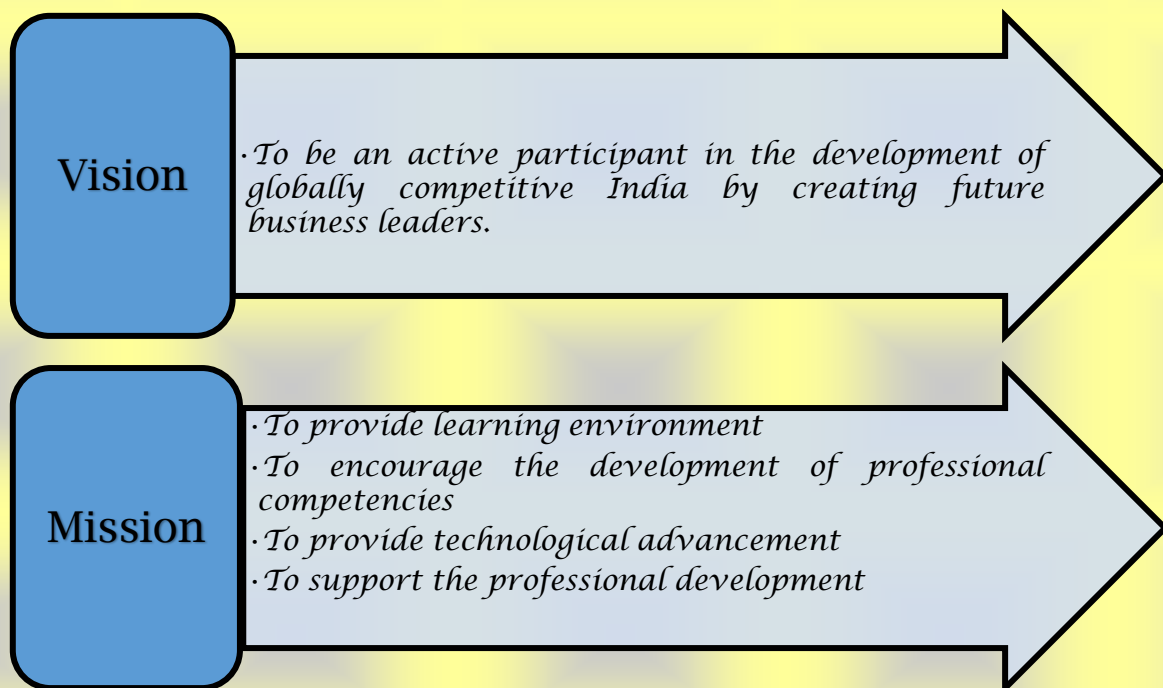 Vision
·To be an active participant in the development of
globally competitive India by creating future
business leaders.
Mission
·To provide learning environment
·To encourage the development of professional
competencies
·To provide technological advancement
·To support the professional development